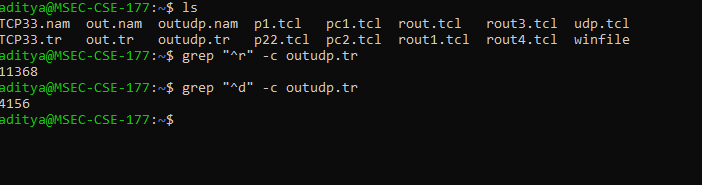 aditya@MSEC-CSE-177:~$ ls
TCP33.nam out.nam outudp.nam p1.tcl pc1.tcl rout.tcl rout3.tcl udp.tcl
TCP33.tr out.tr outudp.tr p22.tcl pc2.tcl rout1.tcl rout4.tcl winfile
aditya@MSEC-CSE-177:~$ grep "^r" -c outudp.tr
11368
aditya@MSEC-CSE-177:~$ grep "^d" -c outudp.tr
4156
aditya@MSEC-CSE-177:~$